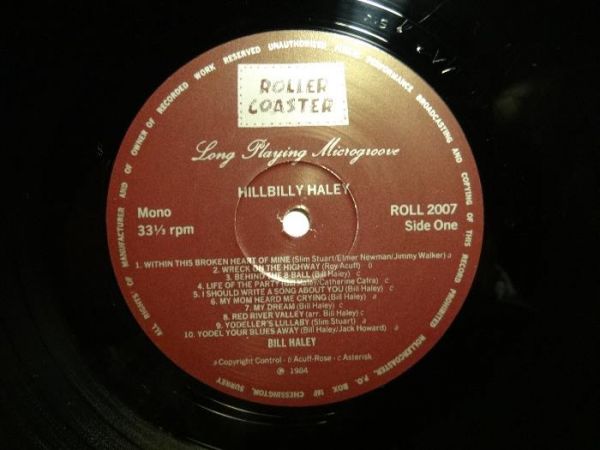 ROLLER
COASTER
Long Playing Microgroove
HILLBILLY HALEY
Mono
33⅓ rpm
ROLL 2007
Side One
1. WITHIN THIS BROKEN HEART OF MINE (Slim Stuart/Elmer Newman/Jimmy Walker) a
2. WRECK ON THE HIGHWAY (Roy Acuff) b
3. BEHIND THE 8-BALL (Bill Haley) c
4. LIFE OF THE PARTY (Bill Haley/Catherine Cafra) c
5. I SHOULD WRITE A SONG ABOUT YOU (Bill Haley) c
6. MY MOM HEARD ME CRYING (Bill Haley) c
7. MY DREAM (Bill Haley) c
8. RED RIVER VALLEY (arr. Bill Haley) c
9. YODELLER'S LULLABY (Slim Stuart) c
10. YODEL YOUR BLUES AWAY (Bill Haley/Jack Howard) c
BILL HALEY
a Copyright Control · b Acuff-Rose · c Asterisk
℗ 1984
ALL RIGHTS OF MANUFACTURER AND OF OWNER OF RECORDED WORK RESERVED UNAUTHORIZED PUBLIC PERFORMANCE BROADCASTING AND COPYING OF THIS RECORD PROHIBITED
ROLLERCOASTER, P.O. BOX 18F CHESSINGTON, SURREY